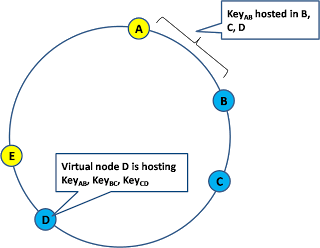 A
Key_AB hosted in B,
C, D
B
C
Virtual node D is hosting
Key_AB, Key_BC, Key_CD
E
D